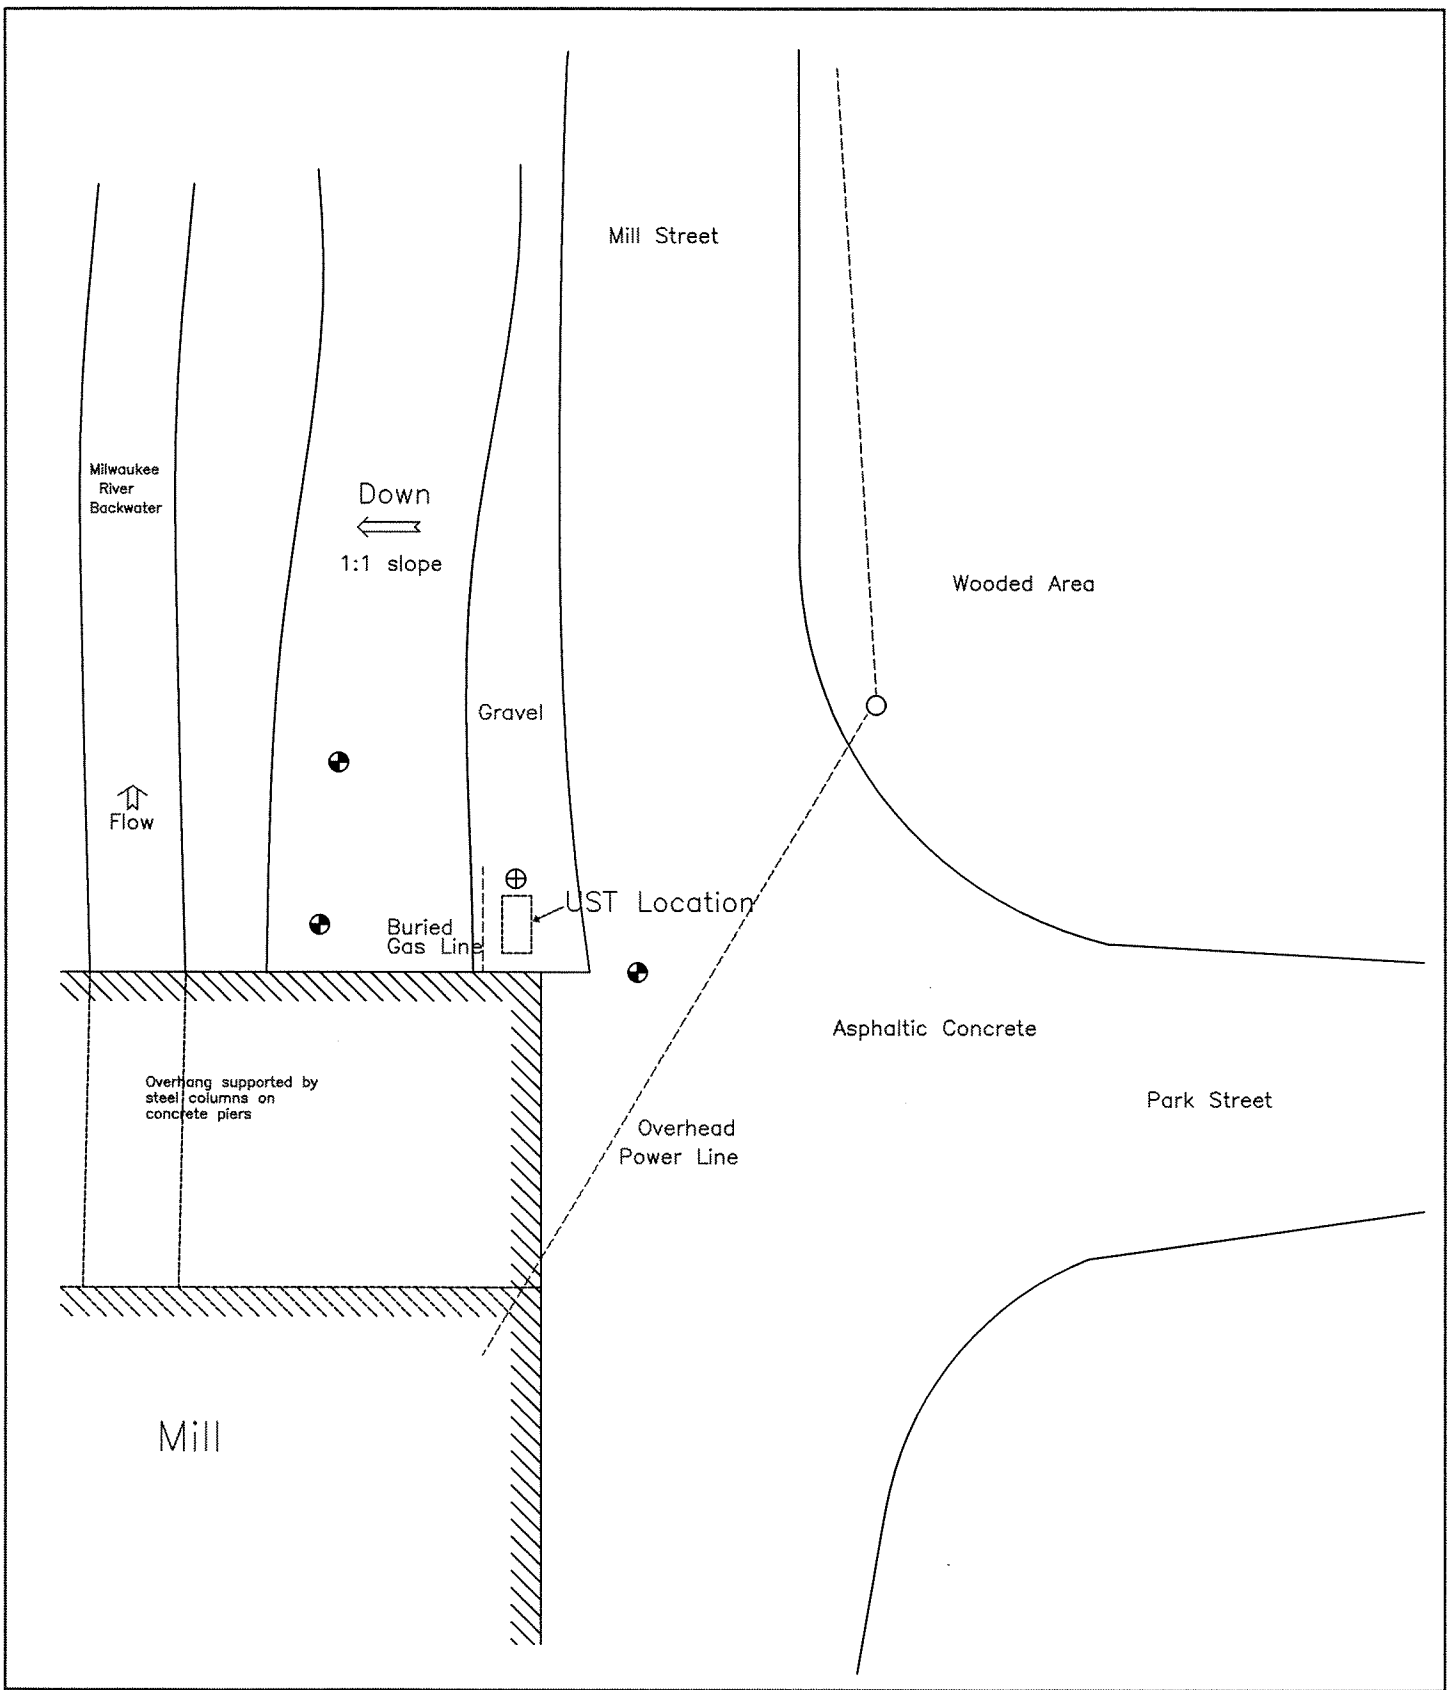 Mill Street
Milwaukee
River
Backwater
Down
1:1 slope
Wooded Area
Gravel
Flow
UST Location
Buried
Gas Line
Asphaltic Concrete
Overhang supported by
steel columns on
concrete piers
Park Street
Overhead
Power Line
Mill